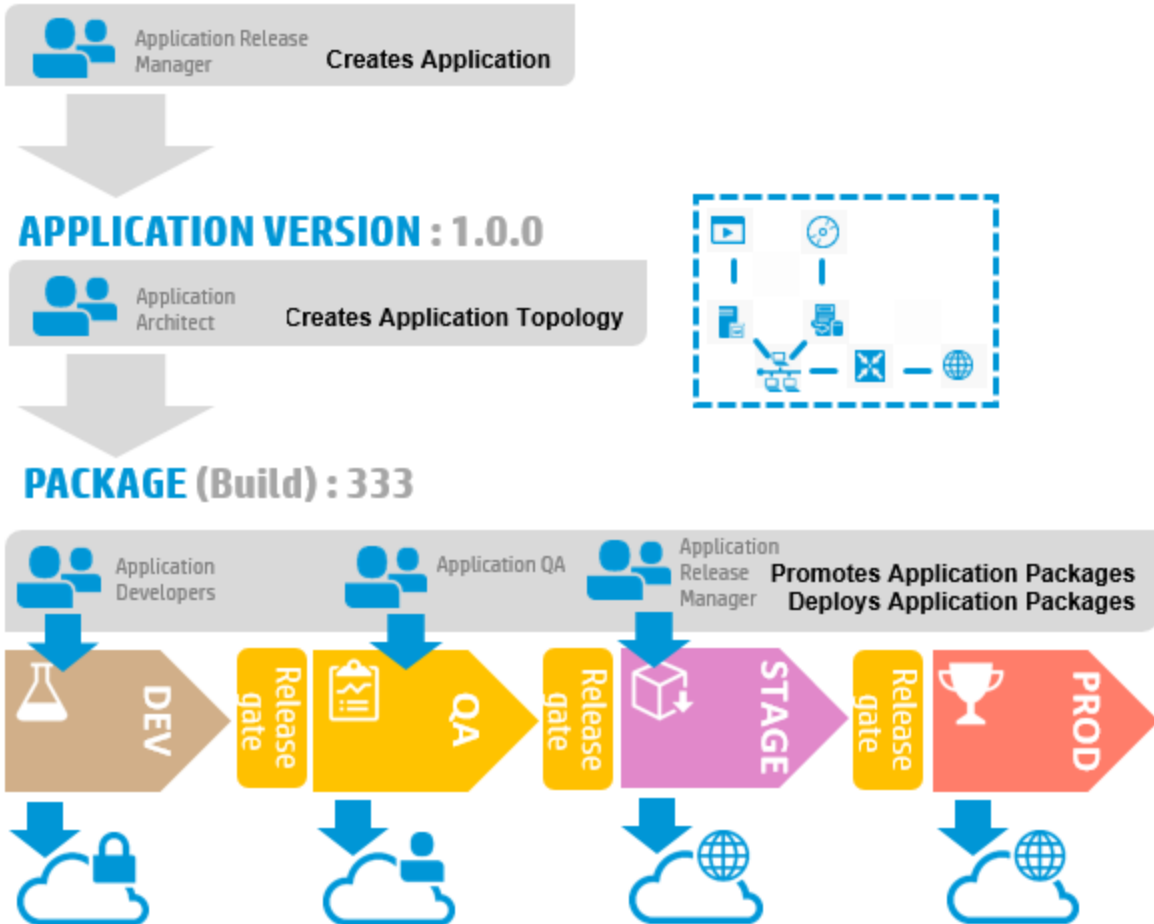 Application Release
Manager
Creates Application
APPLICATION VERSION : 1.0.0
Application
Architect
Creates Application Topology
PACKAGE (Build) : 333
Application
Developers
Application QA
Application
Release
Manager
Promotes Application Packages
Deploys Application Packages
DEV
Release
gate
QA
Release
gate
STAGE
Release
gate
PROD